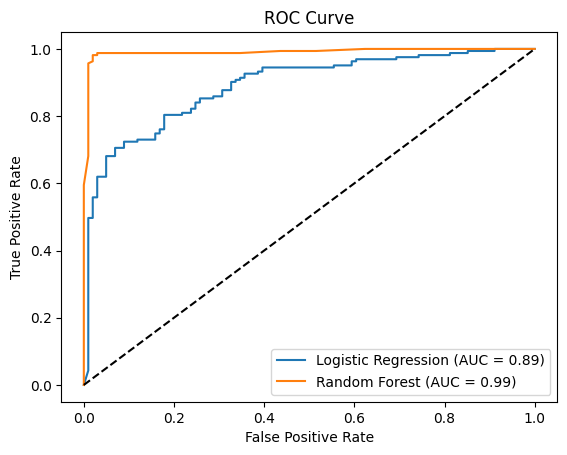 ROC Curve
True Positive Rate
1.0
0.8
0.6
0.4
0.2
0.0
Logistic Regression (AUC = 0.89)
Random Forest (AUC = 0.99)
0.0 0.2 0.4 0.6 0.8 1.0
False Positive Rate